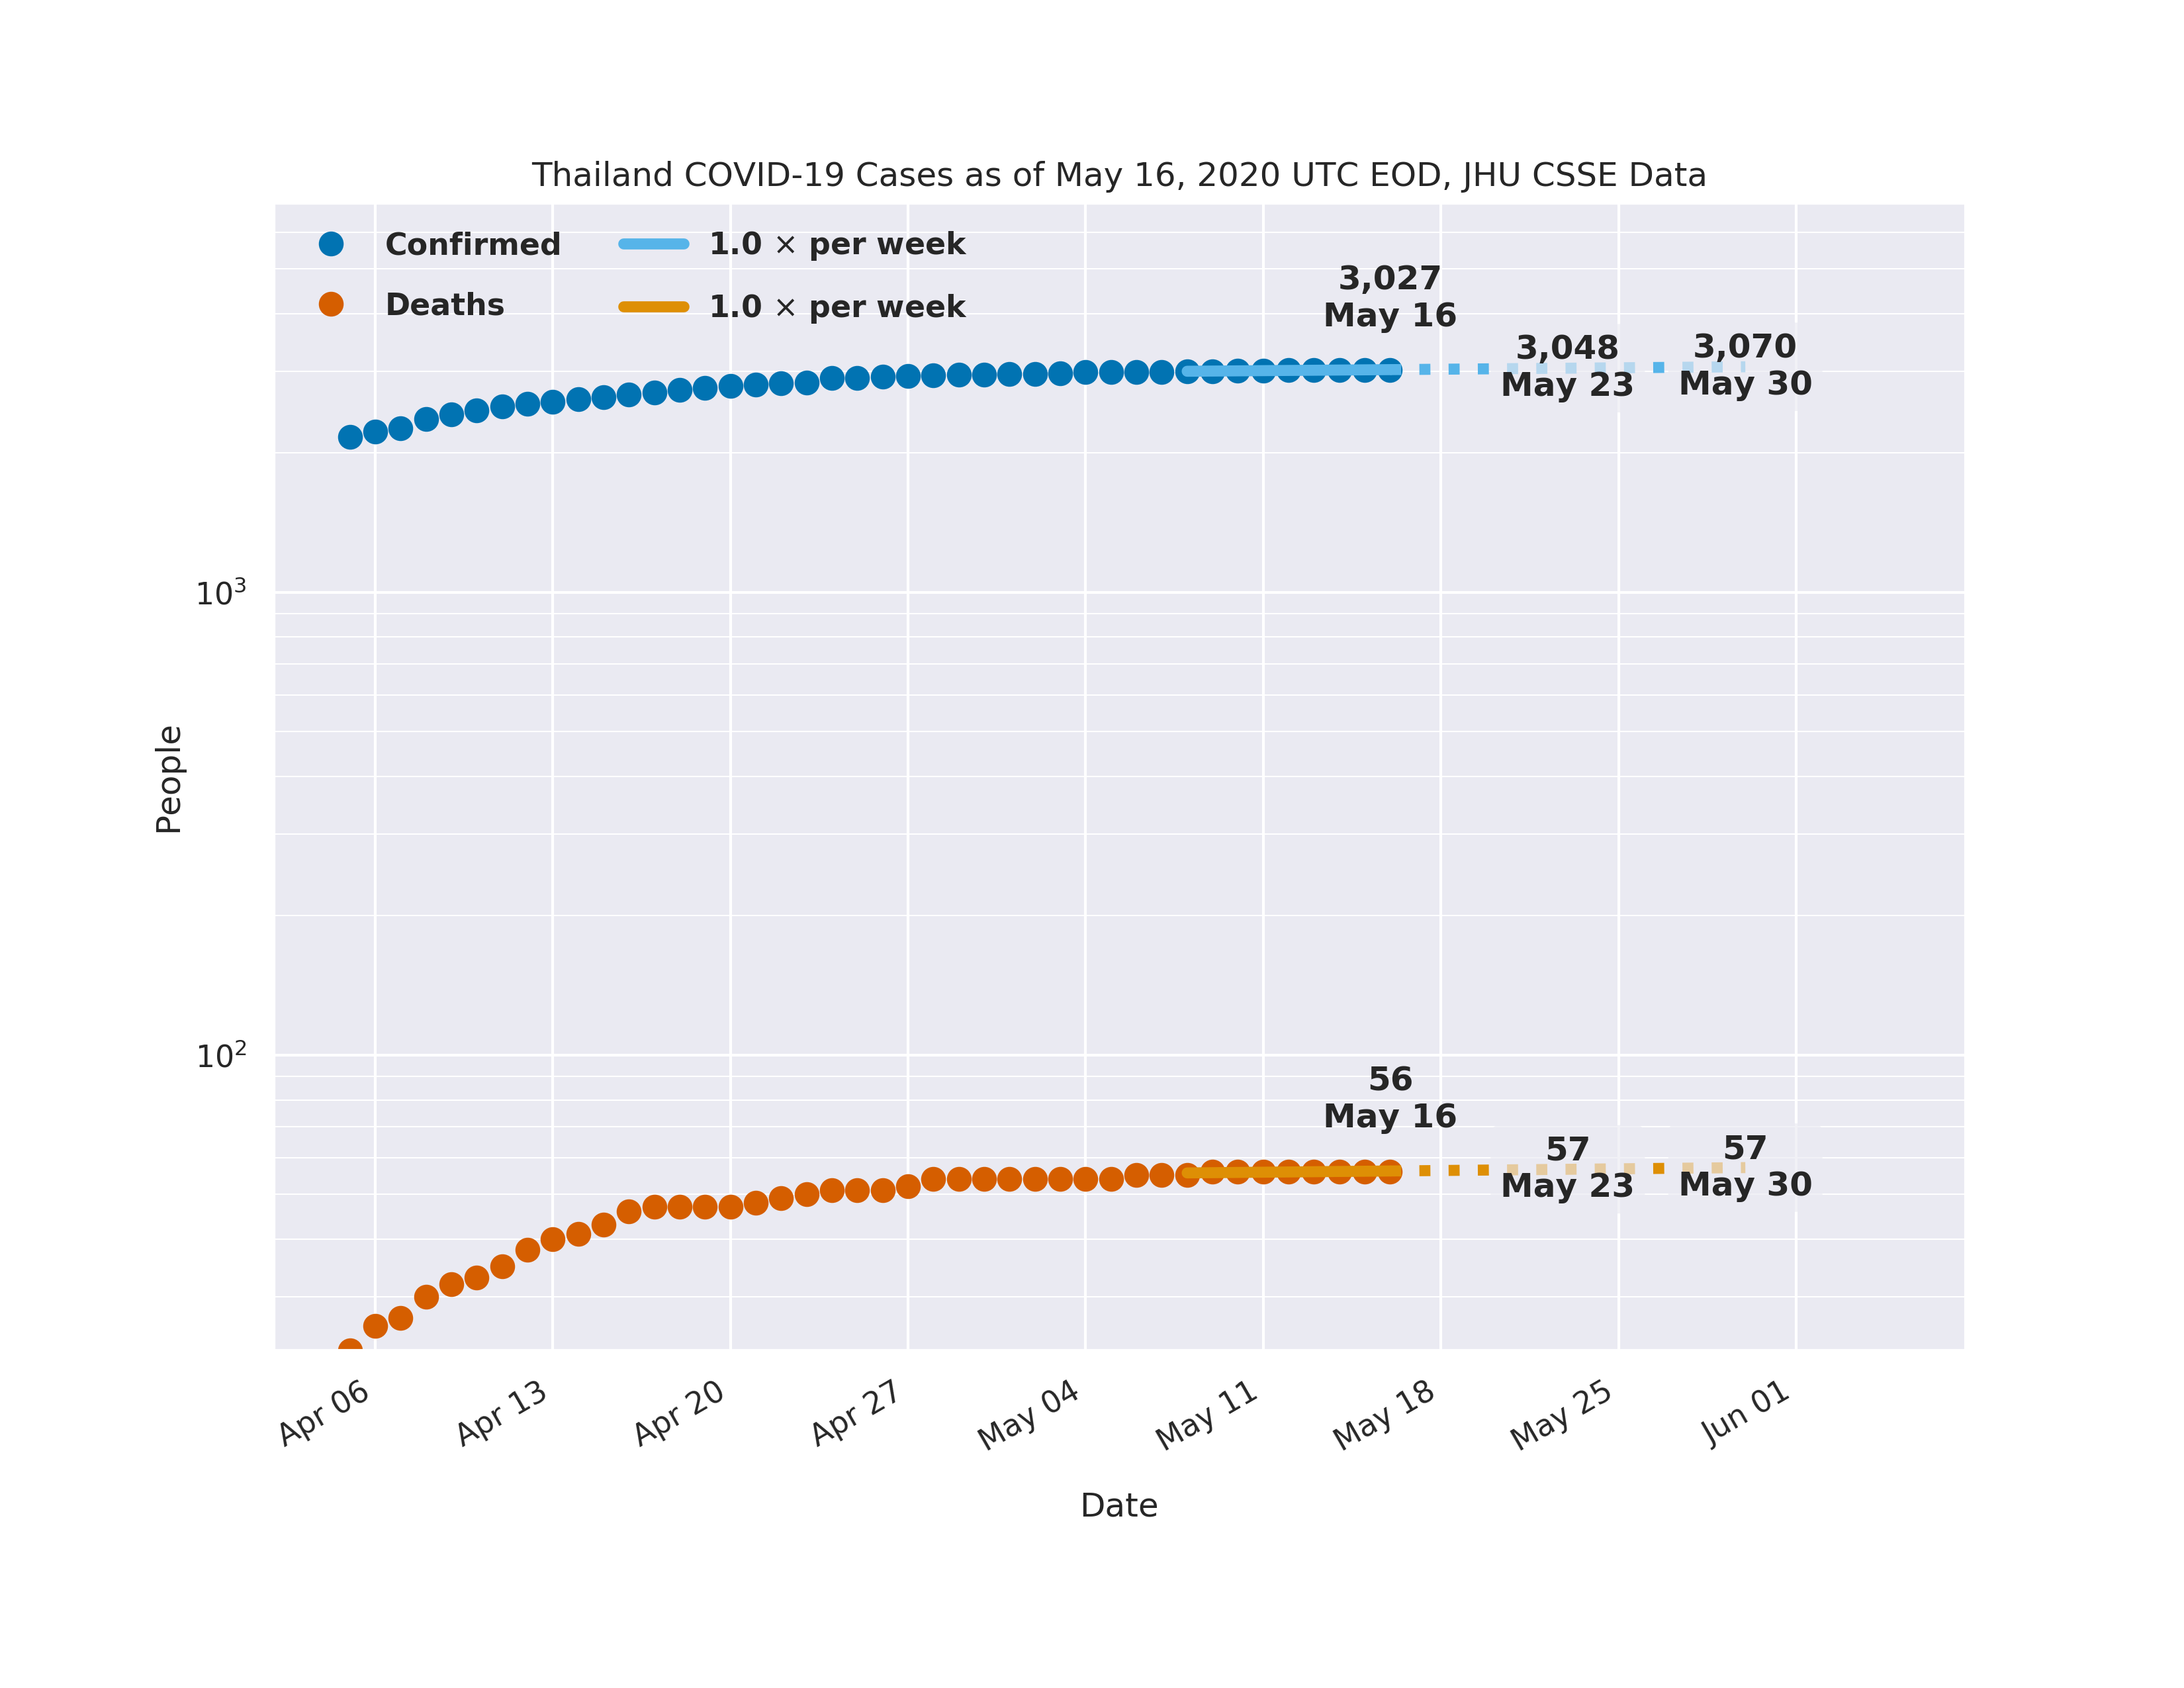 Thailand COVID-19 Cases as of May 16, 2020 UTC EOD, JHU CSSE Data
Confirmed
Deaths
1.0 × per week
1.0 × per week
3,027
May 16
3,048
May 23
3,070
May 30
10³
People
10²
56
May 16
57
May 23
57
May 30
Apr 06
Apr 13
Apr 20
Apr 27
May 04
May 11
May 18
May 25
Jun 01
Date